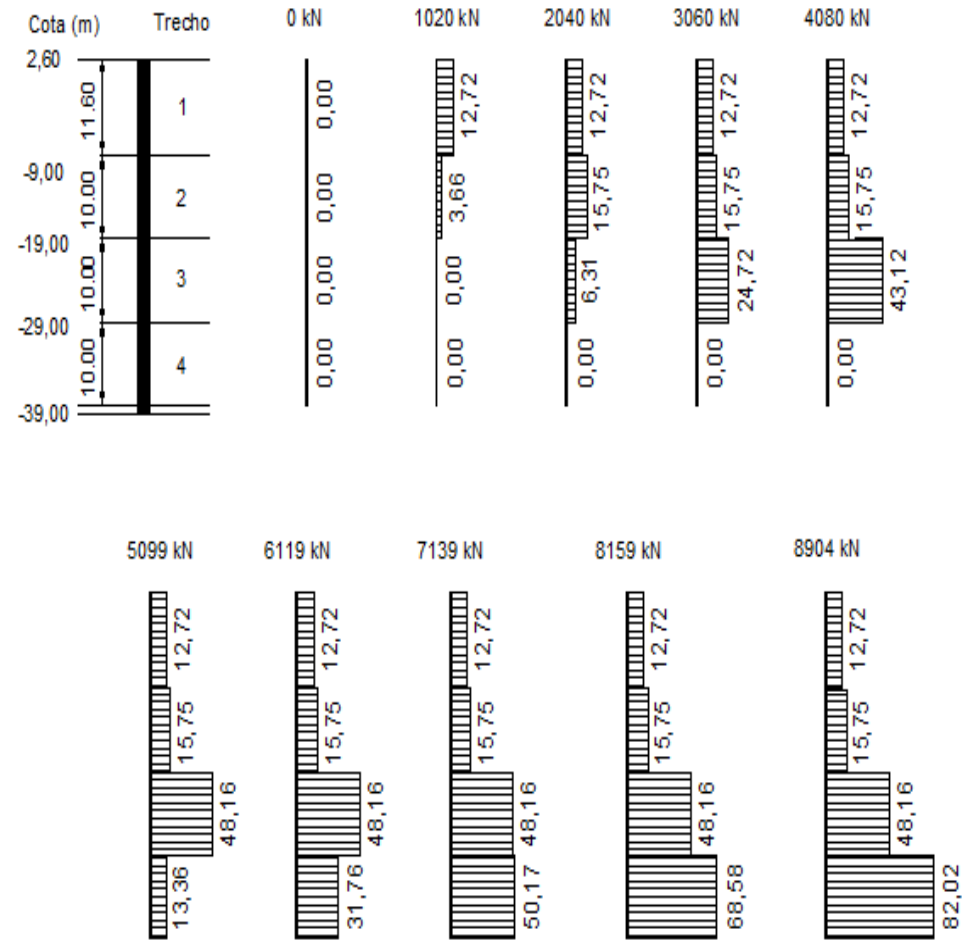 Cota (m) Trecho 0 kN 1020 kN 2040 kN 3060 kN 4080 kN
2,60
11.60 1 0,00 12,72 12,72 12,72 12,72
-9,00
10.00 2 0,00 3,66 15,75 15,75 15,75
-19,00
10.00 3 0,00 0,00 6,31 24,72 43,12
-29,00
10.00 4 0,00 0,00 0,00 0,00 0,00
-39,00
5099 kN 6119 kN 7139 kN 8159 kN 8904 kN
12,72 12,72 12,72 12,72 12,72
15,75 15,75 15,75 15,75 15,75
48,16 48,16 48,16 48,16 48,16
13,36 31,76 50,17 68,58 82,02